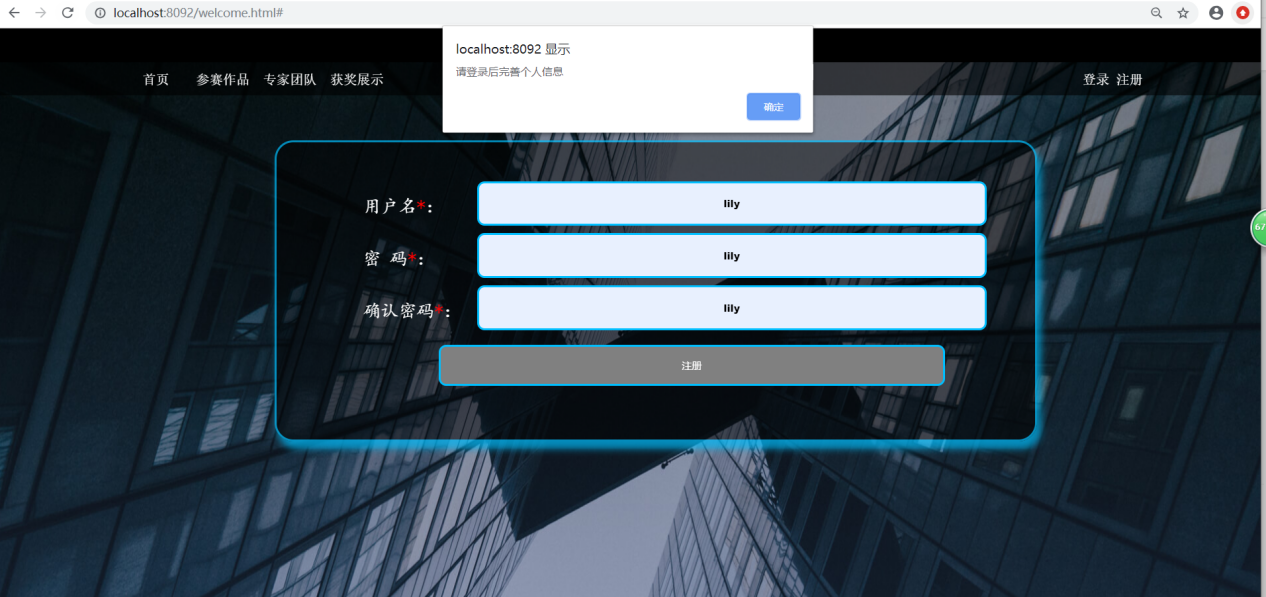 localhost:8092/welcome.html#
localhost:8092 显示
请登录后完善个人信息
确定
首页 参赛作品 专家团队 获奖展示 登录 注册
用户名*： lily
密 码*： lily
确认密码*： lily
注册
67